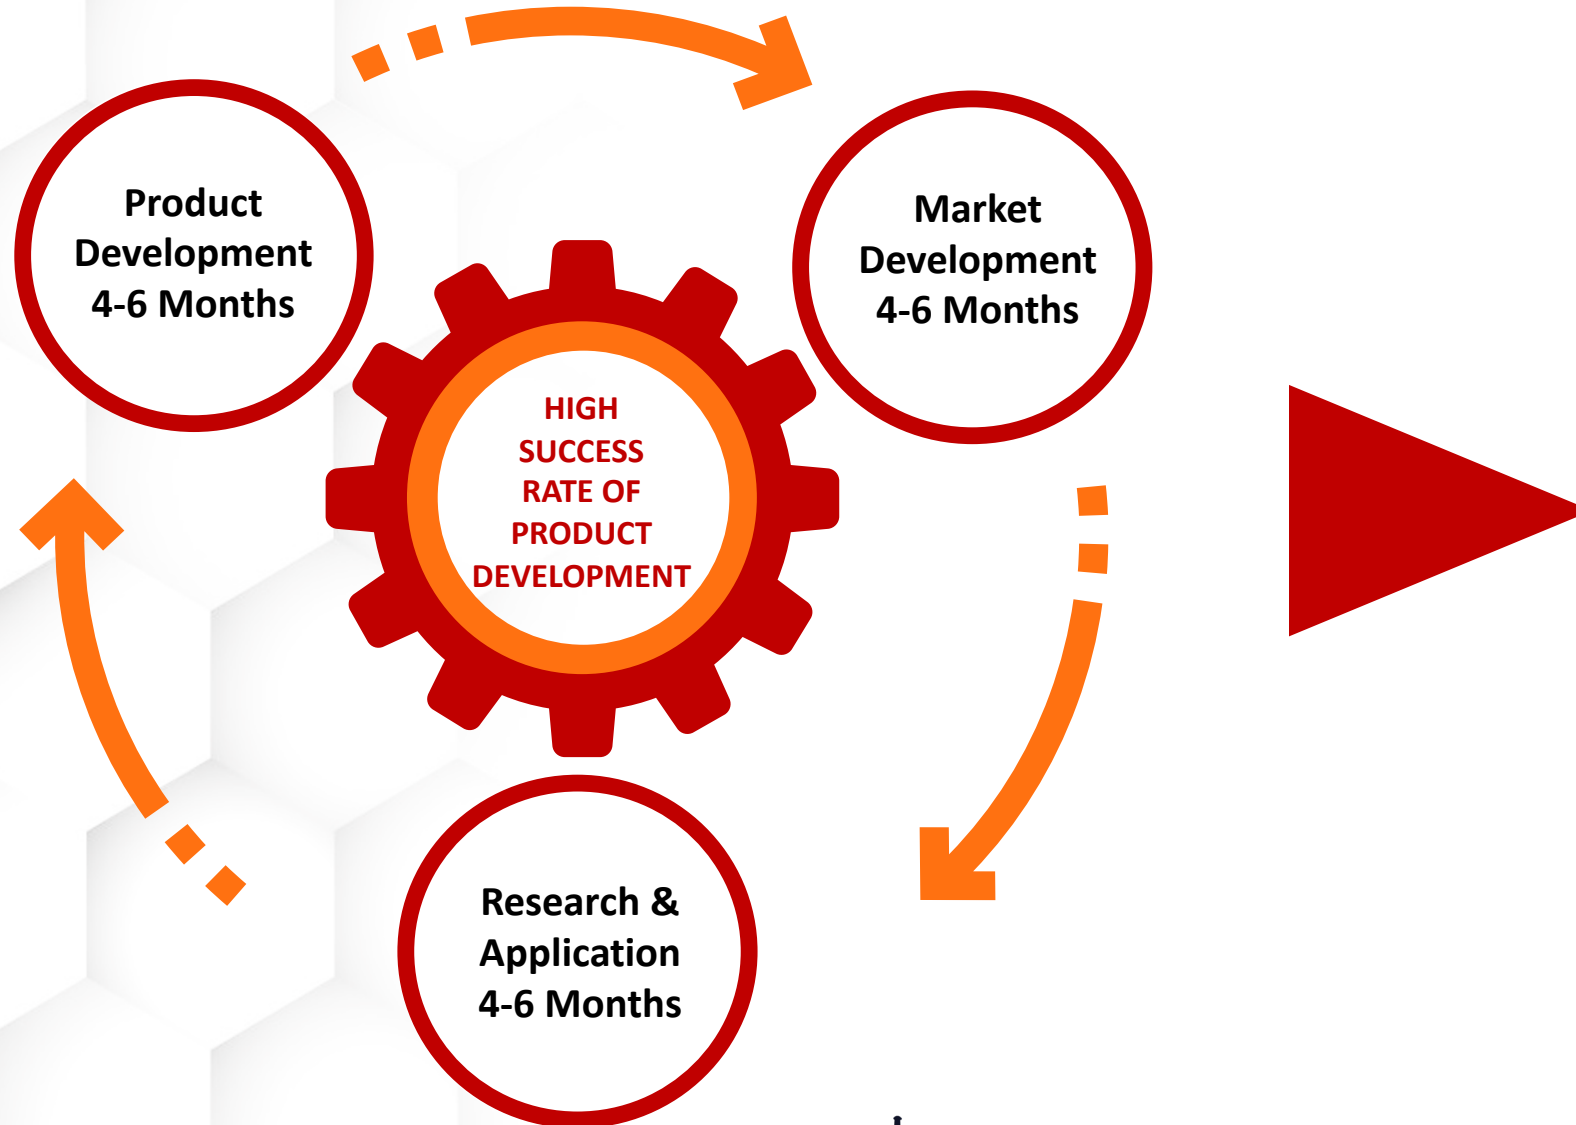 Product
Development
4-6 Months
Market
Development
4-6 Months
HIGH
SUCCESS
RATE OF
PRODUCT
DEVELOPMENT
Research &
Application
4-6 Months